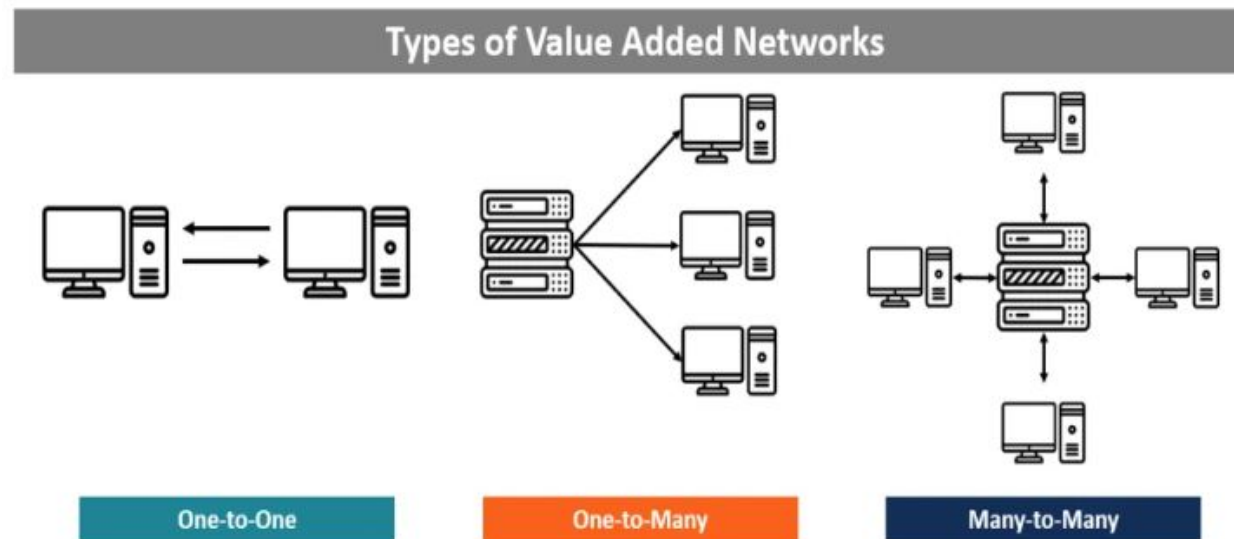 Types of Value Added Networks
One-to-One
One-to-Many
Many-to-Many